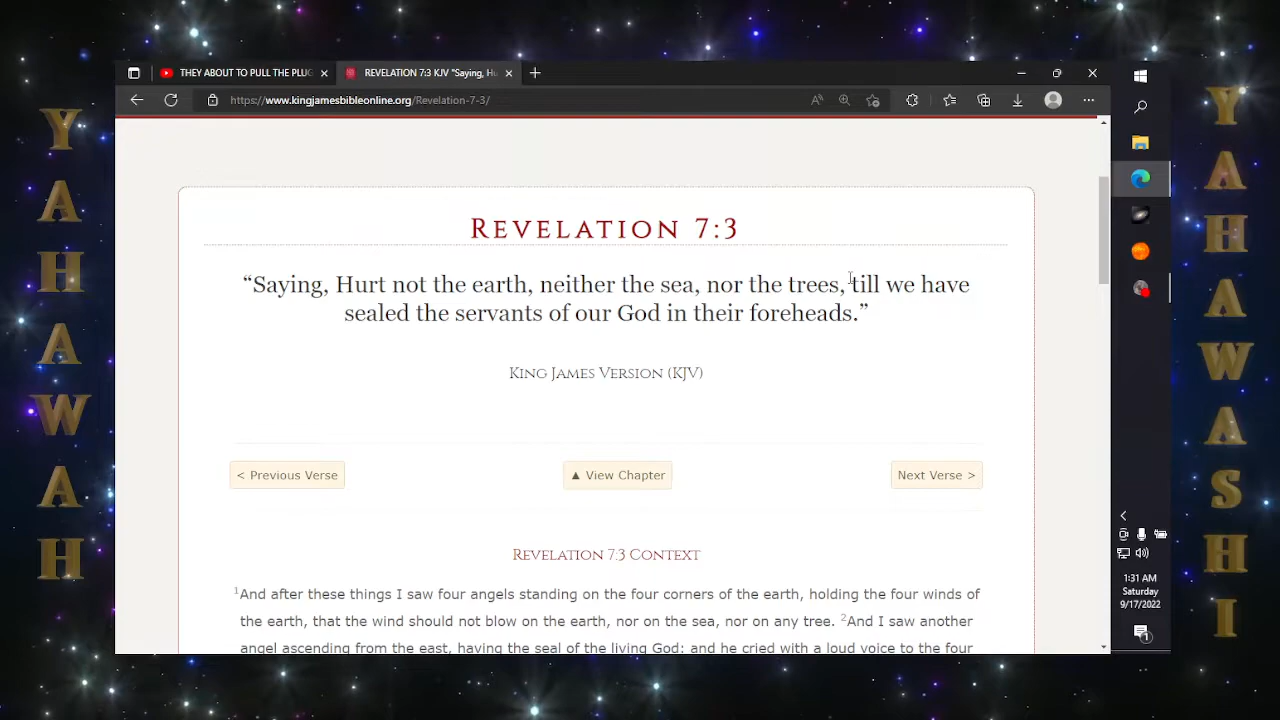 YAHAWAH
THEY ABOUT TO PULL THE PLUG
REVELATION 7:3 KJV "Saying, Hu
https://www.kingjamesbibleonline.org/Revelation-7-3/
REVELATION 7:3
“Saying, Hurt not the earth, neither the sea, nor the trees, till we have
sealed the servants of our God in their foreheads.”
KING JAMES VERSION (KJV)
< Previous Verse
▲ View Chapter
Next Verse >
REVELATION 7:3 CONTEXT
1And after these things I saw four angels standing on the four corners of the earth, holding the four winds of
the earth, that the wind should not blow on the earth, nor on the sea, nor on any tree. 2And I saw another
angel ascending from the east, having the seal of the living God: and he cried with a loud voice to the four
1:31 AM
Saturday
9/17/2022
1
YAHAWASHI